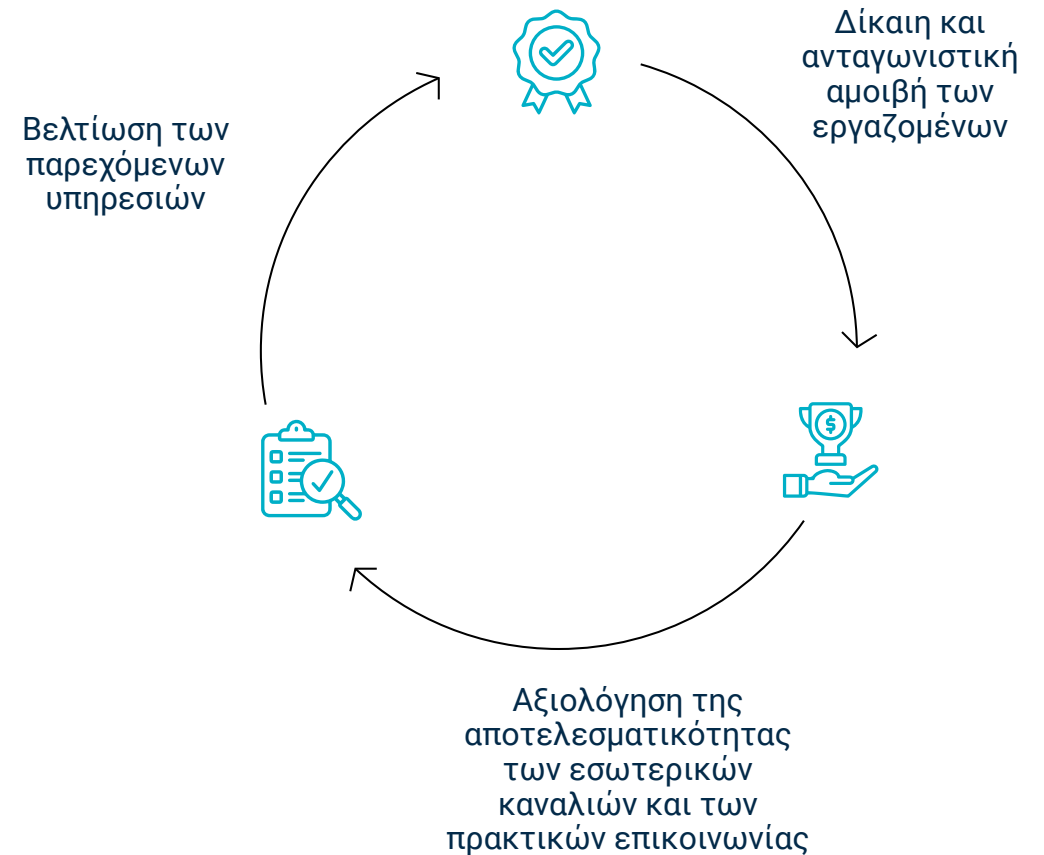 Δίκαιη και
ανταγωνιστική
αμοιβή των
εργαζομένων
Βελτίωση των
παρεχόμενων
υπηρεσιών
$
Αξιολόγηση της
αποτελεσματικότητας
των εσωτερικών
καναλιών και των
πρακτικών επικοινωνίας